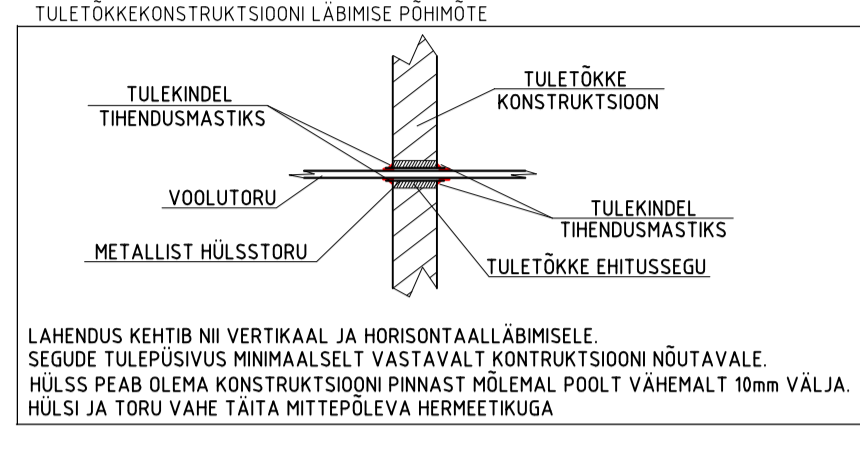 TULETÕKKEKONSTRUKTSIOONI LÄBIMISE PÕHIMÕTE
TULEKINDEL
TIHENDUSMASTIKS
TULETÕKKE
KONSTRUKTSIOON
VOOLUTORU
TULEKINDEL
TIHENDUSMASTIKS
METALLIST HÜLSSTORU
TULETÕKKE EHITUSSEGU
LAHENDUS KEHTIB NII VERTIKAAL JA HORISONTAALLÄBIMISELE.
SEGUDE TULEPÜSIVUS MINIMAALSELT VASTAVALT KONTRUKTSIOONI NÕUTAVALE.
HÜLSS PEAB OLEMA KONSTRUKTSIOONI PINNAST MÕLEMAL POOLT VÄHEMALT 10mm VÄLJA.
HÜLSI JA TORU VAHE TÄITA MITTEPÕLEVA HERMEETIKUGA